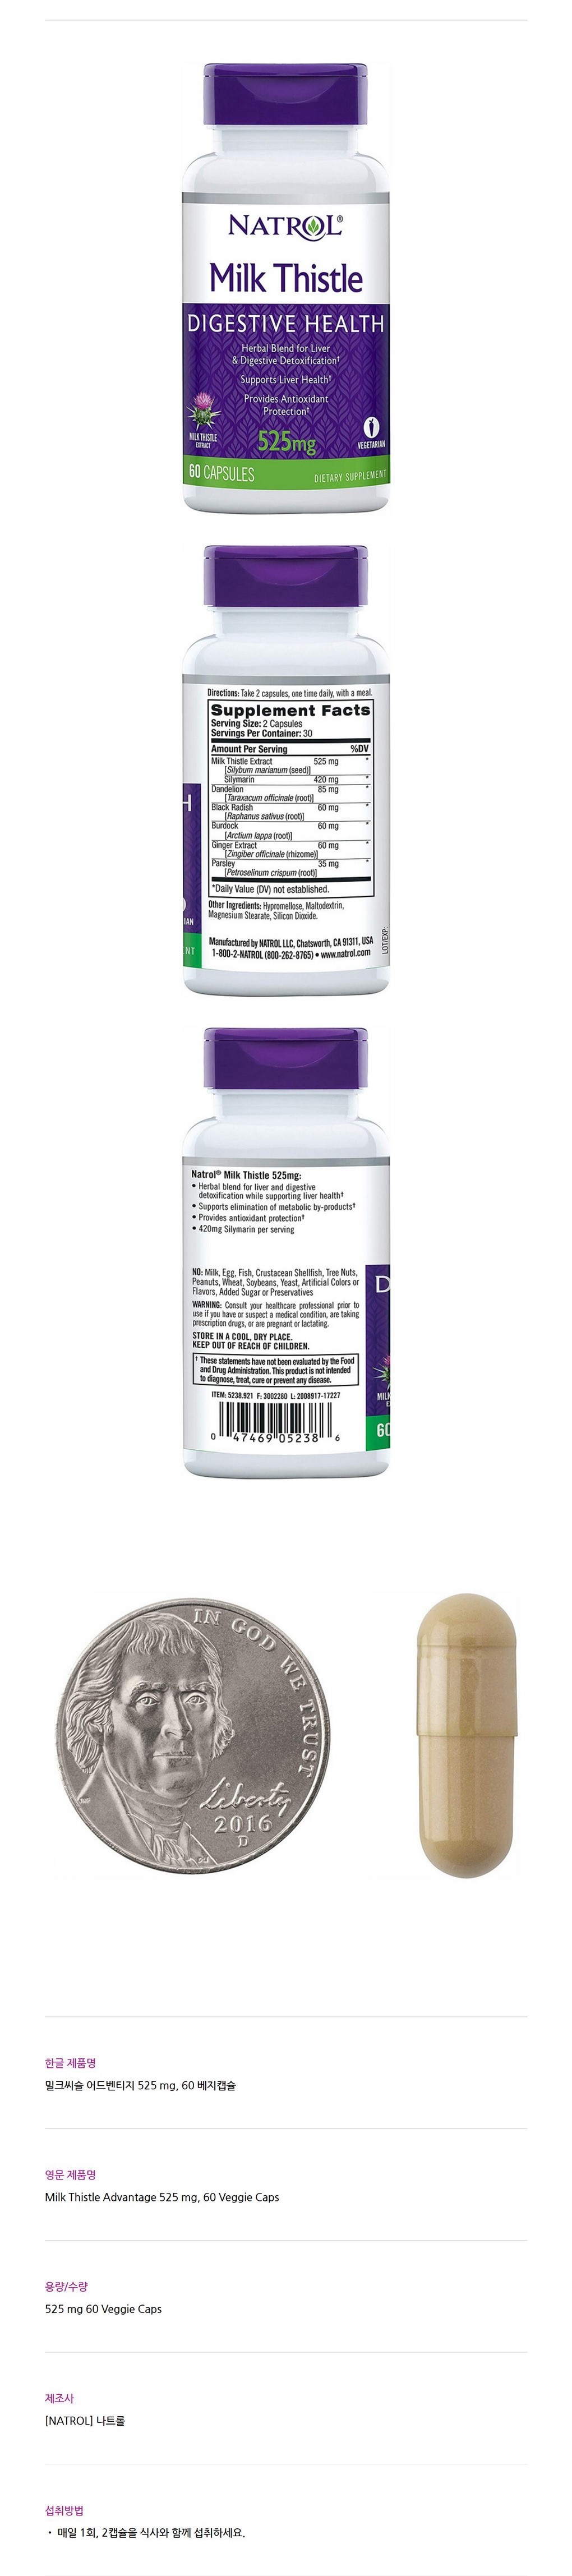 NATROL®
Milk Thistle
DIGESTIVE HEALTH
Herbal Blend for Liver
& Digestive Detoxification†
Supports Liver Health†
Provides Antioxidant
Protection†
MILK THISTLE
EXTRACT
525mg
VEGETARIAN
60 CAPSULES
DIETARY SUPPLEMENT
Directions: Take 2 capsules, one time daily, with a meal.
Supplement Facts
Serving Size: 2 Capsules
Servings Per Container: 30
Amount Per Serving %DV
Milk Thistle Extract 525 mg *
[Silybum marianum (seed)]
Silymarin 420 mg *
Dandelion 85 mg *
[Taraxacum officinale (root)]
Black Radish 60 mg *
[Raphanus sativus (root)]
Burdock 60 mg *
[Arctium lappa (root)]
Ginger Extract 60 mg *
[Zingiber officinale (rhizome)]
Parsley 35 mg *
[Petroselinum crispum (root)]
*Daily Value (DV) not established.
Other Ingredients: Hypromellose, Maltodextrin,
Magnesium Stearate, Silicon Dioxide.
Manufactured by NATROL LLC, Chatsworth, CA 91311, USA
1-800-2-NATROL (800-262-8765) • www.natrol.com
LOT/EXP:
H
IAN
NT
Natrol® Milk Thistle 525mg:
• Herbal blend for liver and digestive
detoxification while supporting liver health†
• Supports elimination of metabolic by-products†
• Provides antioxidant protection†
• 420mg Silymarin per serving
NO: Milk, Egg, Fish, Crustacean Shellfish, Tree Nuts,
Peanuts, Wheat, Soybeans, Yeast, Artificial Colors or
Flavors, Added Sugar or Preservatives
WARNING: Consult your healthcare professional prior to
use if you have or suspect a medical condition, are taking
prescription drugs, or are pregnant or lactating.
STORE IN A COOL, DRY PLACE.
KEEP OUT OF REACH OF CHILDREN.
† These statements have not been evaluated by the Food
and Drug Administration. This product is not intended
to diagnose, treat, cure or prevent any disease.
ITEM: 5238.921 F: 3002280 L: 2008917-17227
0 47469 05238 6
D
MILK
60
IN GOD WE TRUST
Liberty
2016
D
한글 제품명
밀크씨슬 어드벤티지 525 mg, 60 베지캡슐
영문 제품명
Milk Thistle Advantage 525 mg, 60 Veggie Caps
용량/수량
525 mg 60 Veggie Caps
제조사
[NATROL] 나트롤
섭취방법
• 매일 1회, 2캡슐을 식사와 함께 섭취하세요.